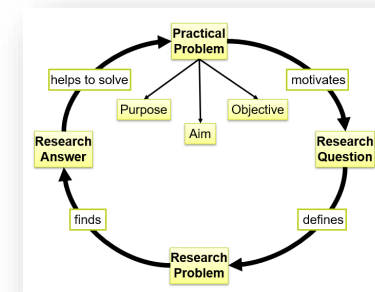 Practical
Problem
helps to solve
motivates
Purpose
Objective
Aim
Research
Answer
Research
Question
finds
defines
Research
Problem